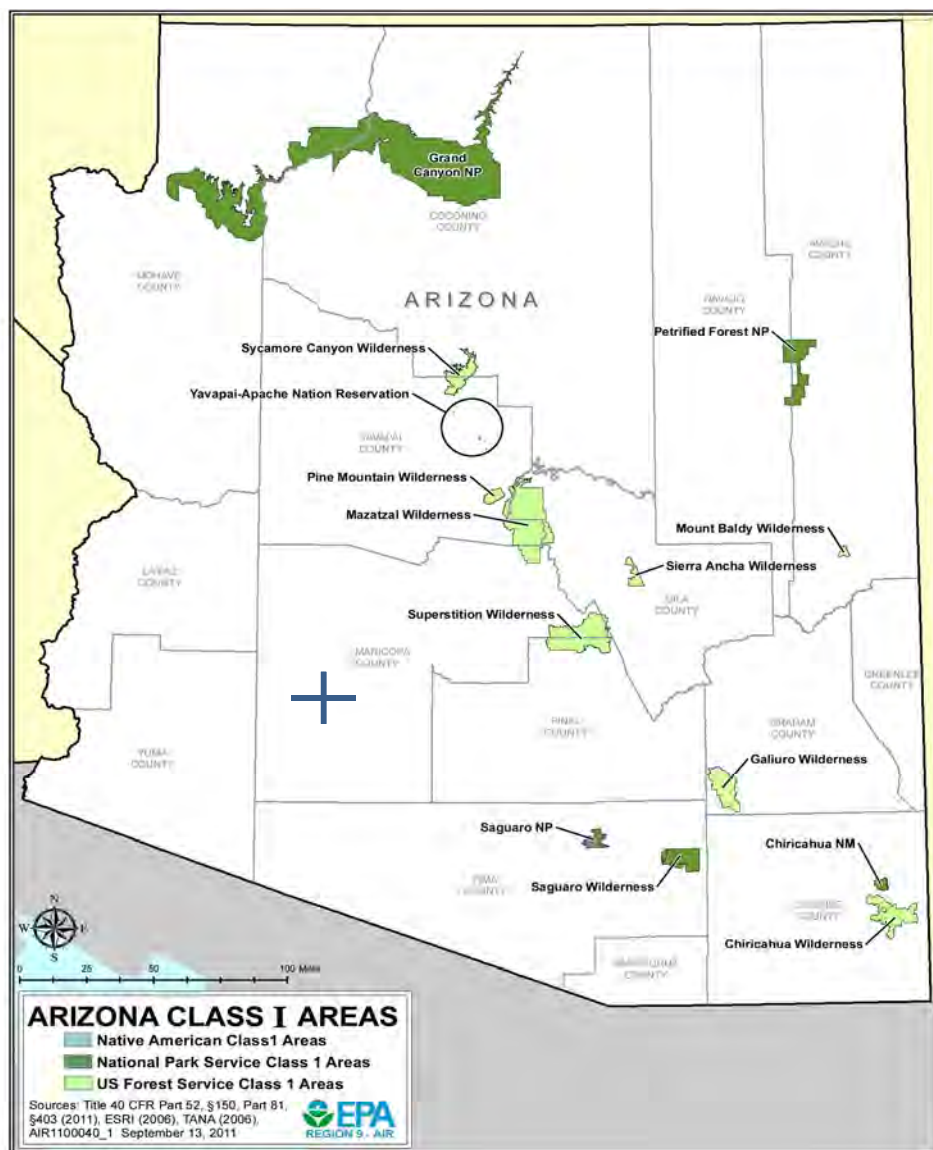 Grand
Canyon NP
COCONINO
COUNTY
MOHAVE
COUNTY
APACHE
COUNTY
NAVAJO
COUNTY
ARIZONA
Petrified Forest NP
Sycamore Canyon Wilderness
Yavapai-Apache Nation Reservation
YAVAPAI
COUNTY
Pine Mountain Wilderness
Mazatzal Wilderness
Mount Baldy Wilderness
Sierra Ancha Wilderness
LA PAZ
COUNTY
GILA
COUNTY
Superstition Wilderness
MARICOPA
COUNTY
GREENLEE
COUNTY
PINAL
COUNTY
GRAHAM
COUNTY
YUMA
COUNTY
Galiuro Wilderness
Saguaro NP
Chiricahua NM
PIMA
COUNTY
Saguaro Wilderness
COCHISE
COUNTY
Chiricahua Wilderness
SANTA CRUZ
COUNTY
N
W E
S
0 25 50 100 Miles
ARIZONA CLASS I AREAS
Native American Class1 Areas
National Park Service Class 1 Areas
US Forest Service Class 1 Areas
Sources: Title 40 CFR Part 52, §150, Part 81,
§403 (2011), ESRI (2006), TANA (2006),
AIR1100040_1 September 13, 2011
EPA
REGION 9 - AIR